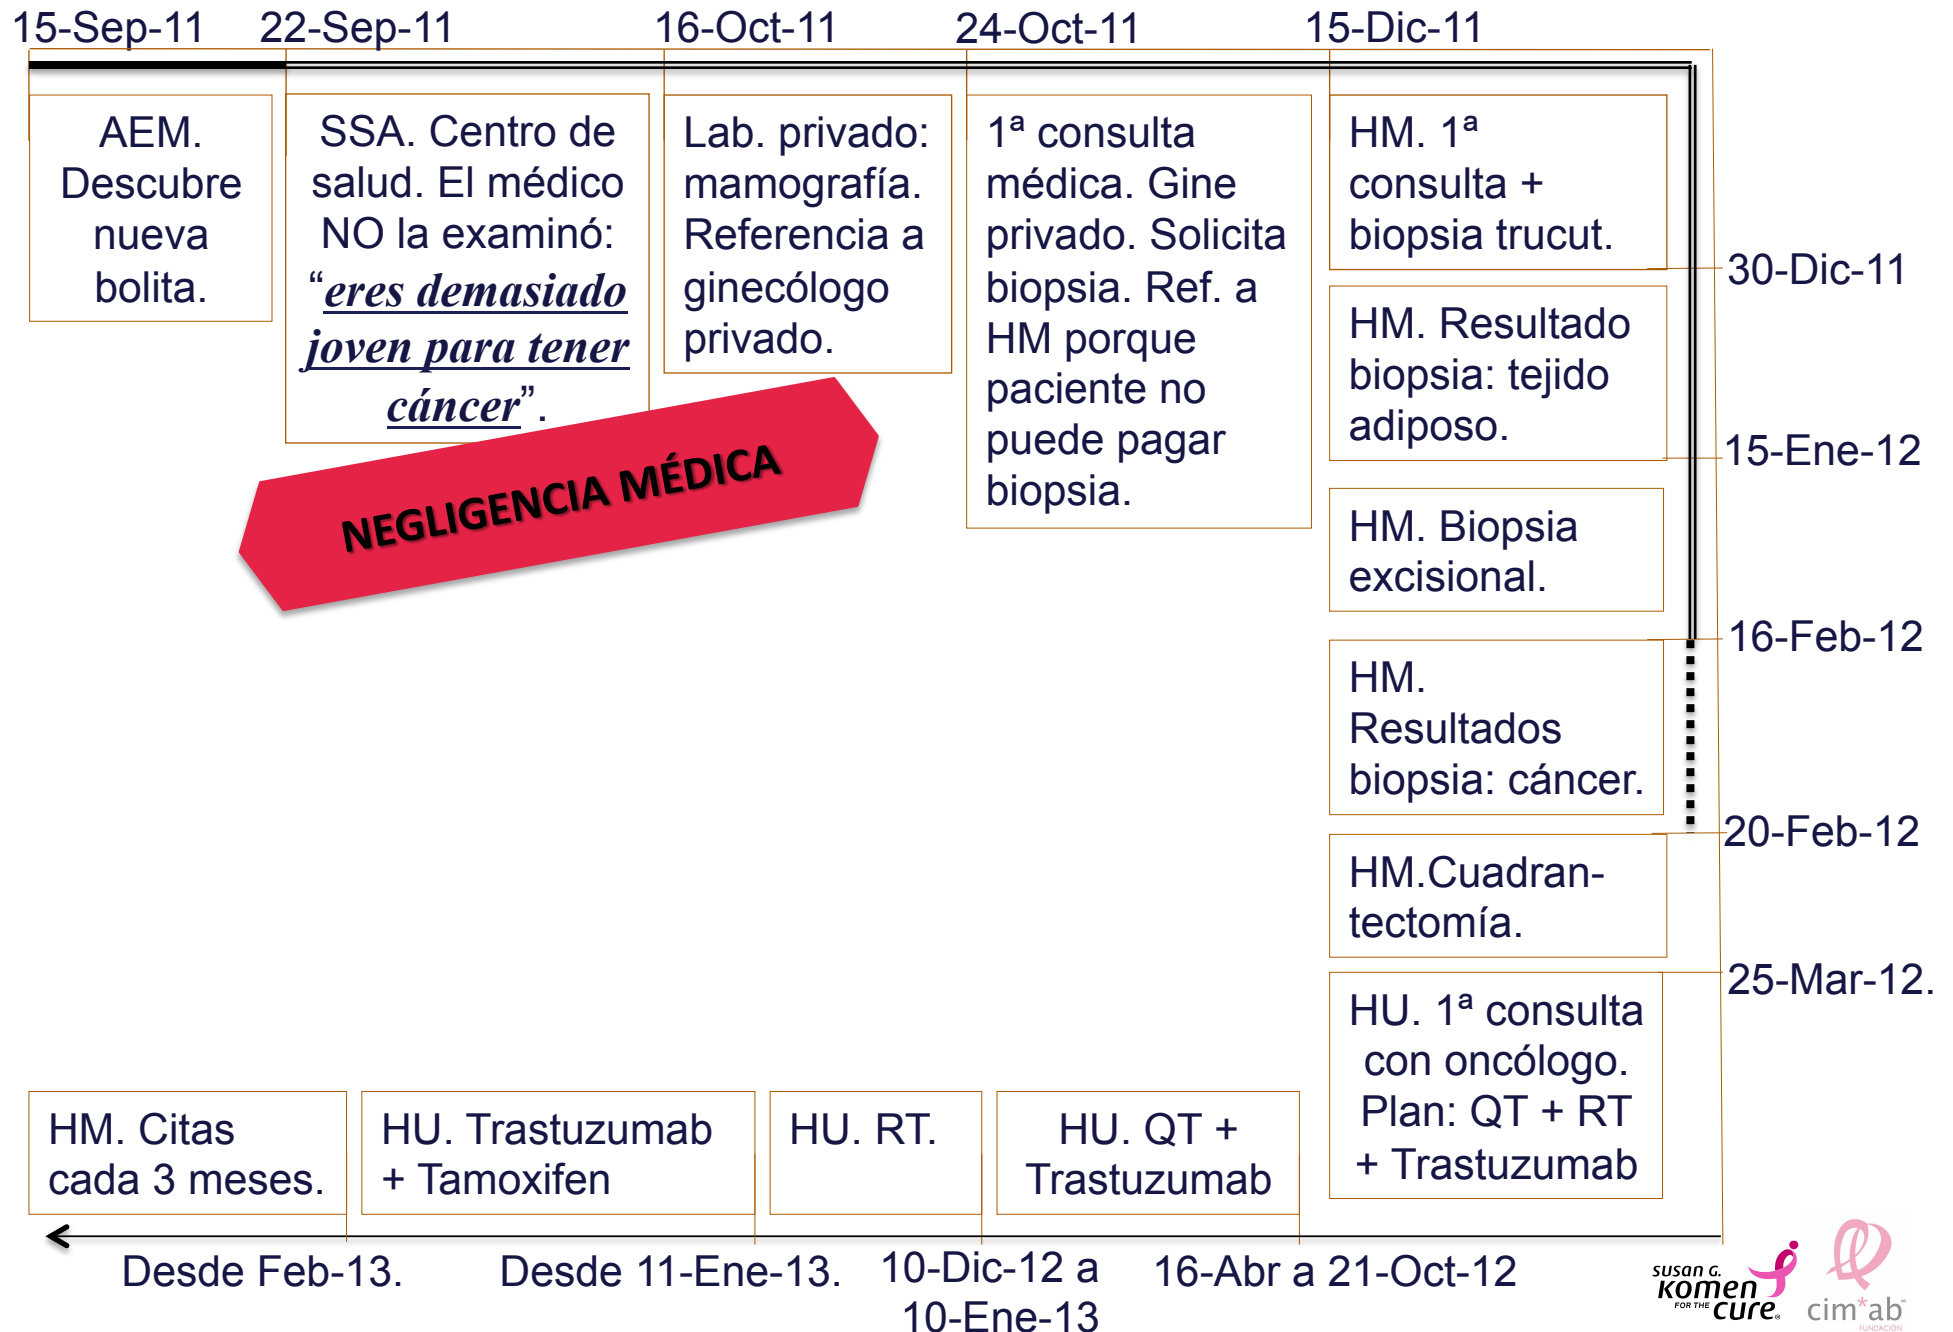 15-Sep-11
22-Sep-11
16-Oct-11
24-Oct-11
15-Dic-11
AEM.
Descubre
nueva
bolita.
SSA. Centro de
salud. El médico
NO la examinó:
“eres demasiado
joven para tener
cáncer”.
NEGLIGENCIA MÉDICA
Lab. privado:
mamografía.
Referencia a
ginecólogo
privado.
1ª consulta
médica. Gine
privado. Solicita
biopsia. Ref. a
HM porque
paciente no
puede pagar
biopsia.
HM. 1ª
consulta +
biopsia trucut.
30-Dic-11
HM. Resultado
biopsia: tejido
adiposo.
15-Ene-12
HM. Biopsia
excisional.
16-Feb-12
HM.
Resultados
biopsia: cáncer.
20-Feb-12
HM.Cuadran-
tectomía.
25-Mar-12.
HU. 1ª consulta
con oncólogo.
Plan: QT + RT
+ Trastuzumab
HU. QT +
Trastuzumab
16-Abr a 21-Oct-12
HU. RT.
10-Dic-12 a
10-Ene-13
HU. Trastuzumab
+ Tamoxifen
Desde 11-Ene-13.
HM. Citas
cada 3 meses.
Desde Feb-13.
susan G.
Komen
FOR THE cure.
cim*ab
FUNDACIÓN